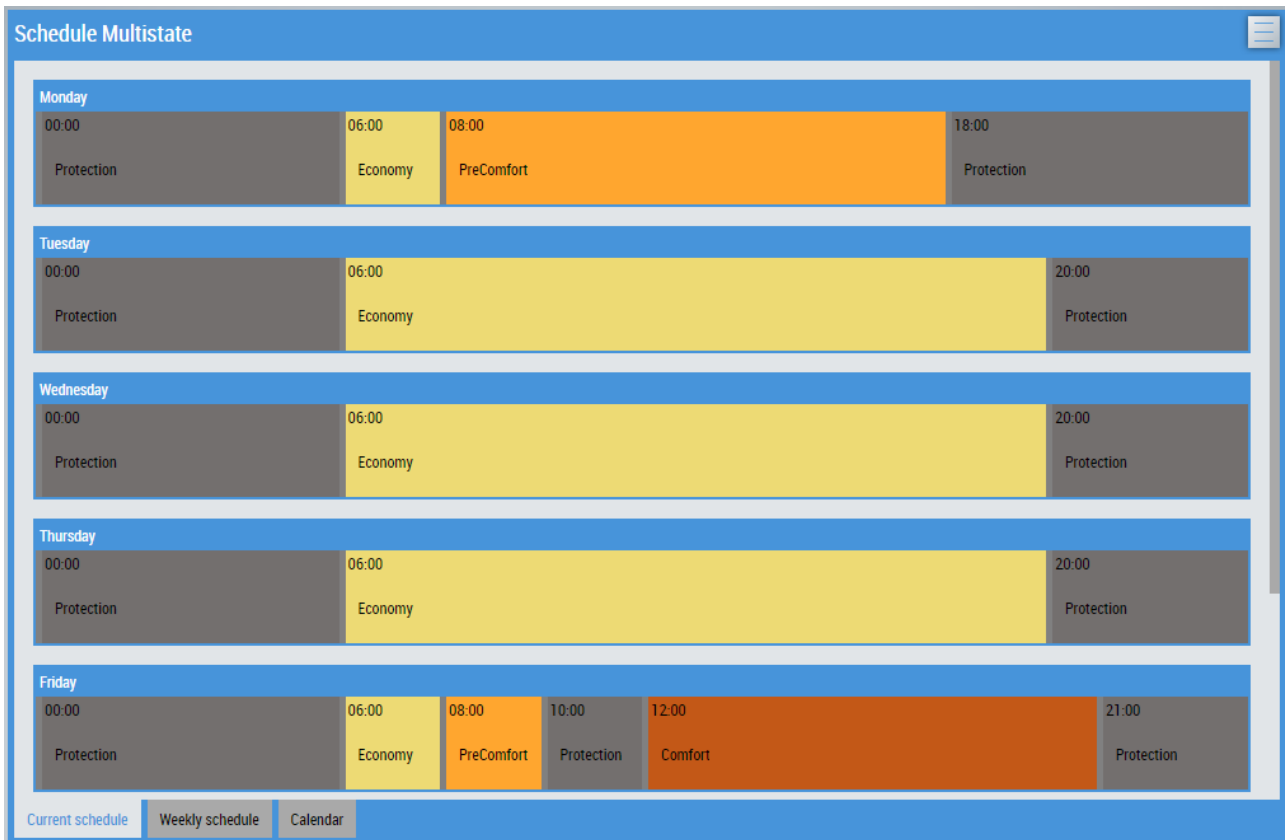 Schedule Multistate
Monday
00:00 06:00 08:00 18:00
Protection Economy PreComfort Protection
Tuesday
00:00 06:00 20:00
Protection Economy Protection
Wednesday
00:00 06:00 20:00
Protection Economy Protection
Thursday
00:00 06:00 20:00
Protection Economy Protection
Friday
00:00 06:00 08:00 10:00 12:00 21:00
Protection Economy PreComfort Protection Comfort Protection
Current schedule Weekly schedule Calendar